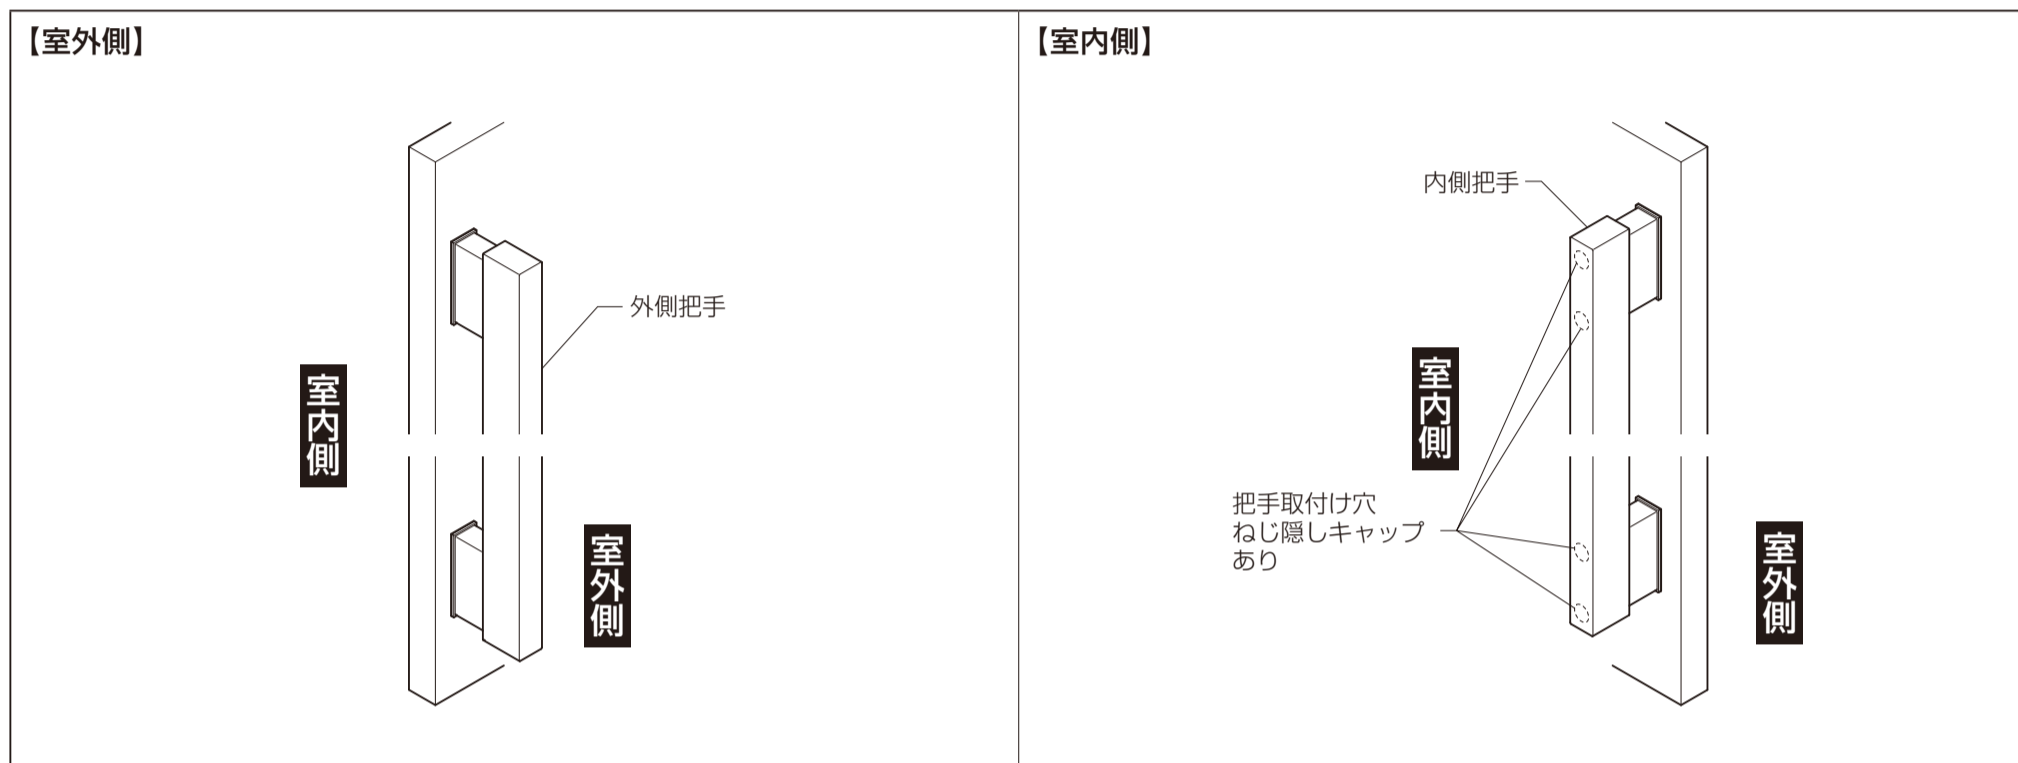 【室外側】
外側把手
室内側
室外側
【室内側】
内側把手
室内側
把手取付け穴
ねじ隠しキャップ
あり
室外側